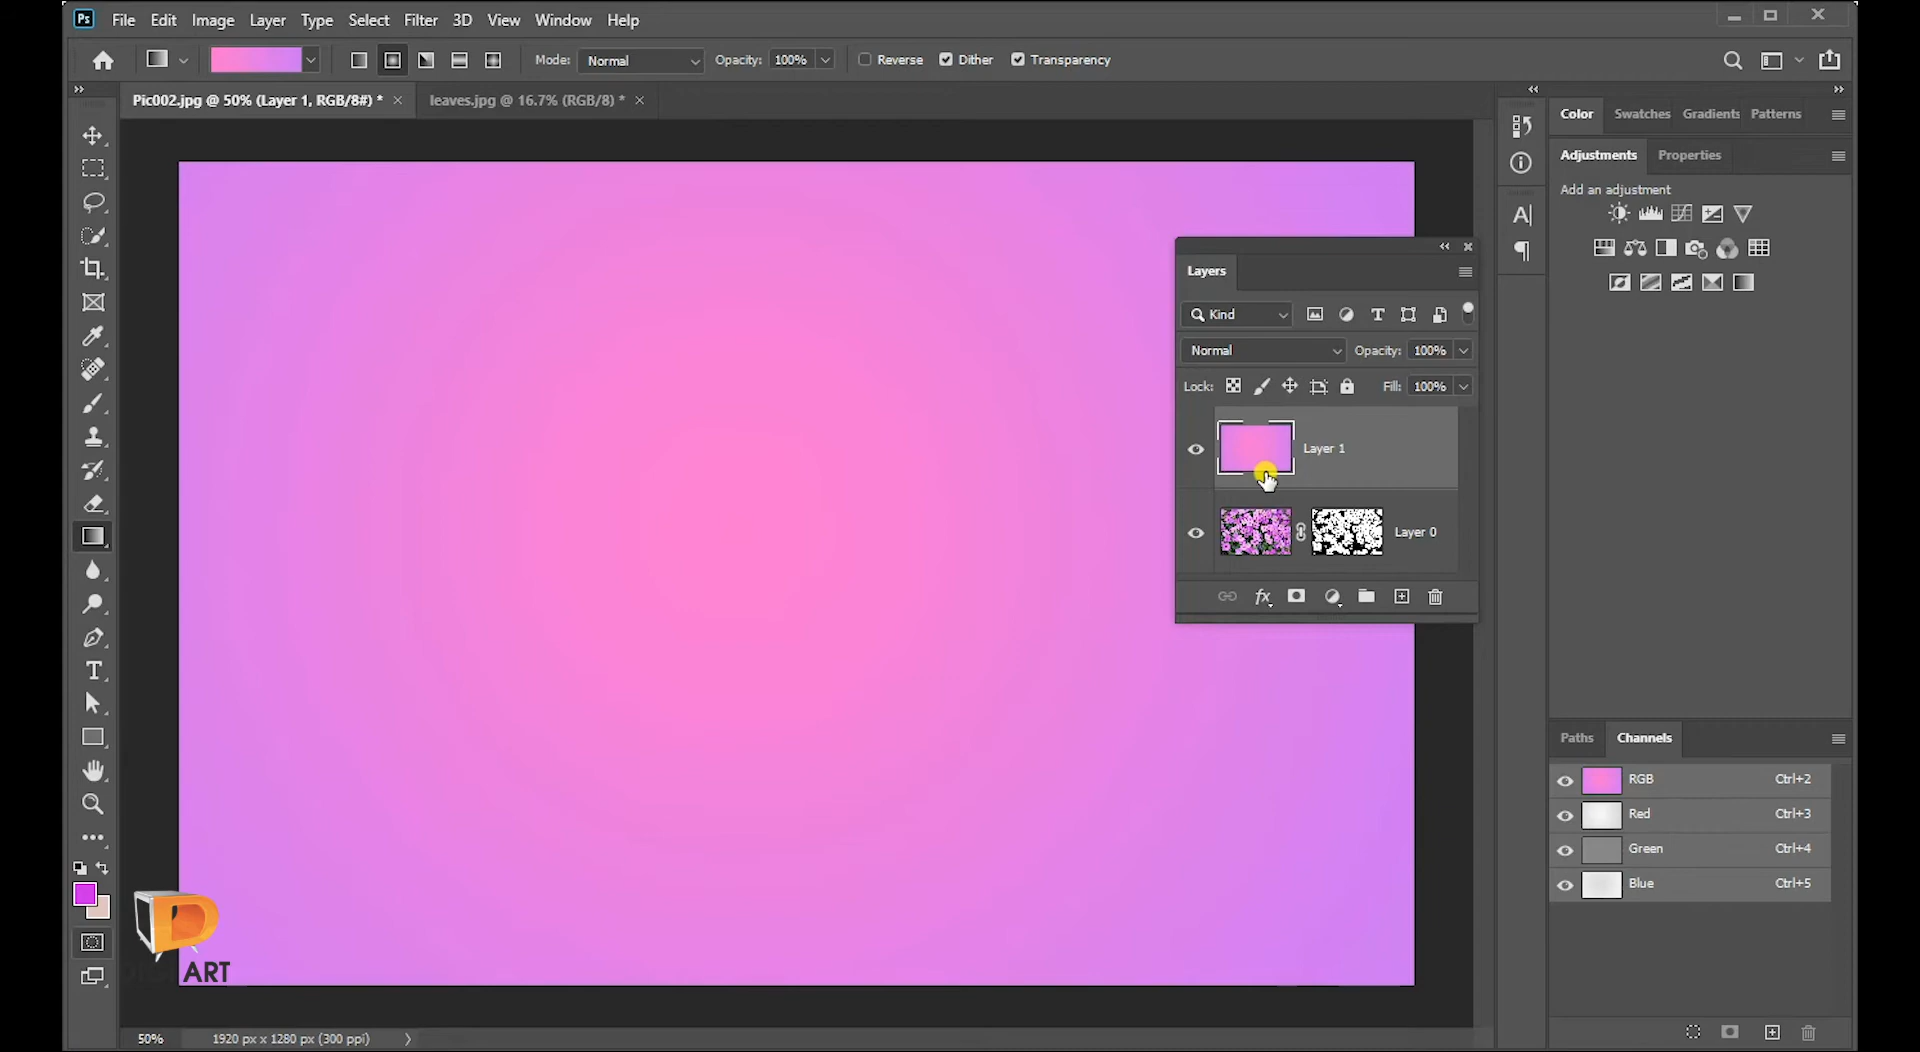 Ps File Edit Image Layer Type Select Filter 3D View Window Help
Mode: Normal Opacity: 100% Reverse Dither Transparency
Pic002.jpg @ 50% (Layer 1, RGB/8#) * leaves.jpg @ 16.7% (RGB/8) *
Color Swatches Gradients Patterns
Adjustments Properties
Add an adjustment
Layers
Kind
Normal Opacity: 100%
Lock: Fill: 100%
Layer 1
Layer 0
fx
Paths Channels
RGB Ctrl+2
Red Ctrl+3
Green Ctrl+4
Blue Ctrl+5
ART
50% 1920 px x 1280 px (300 ppi)